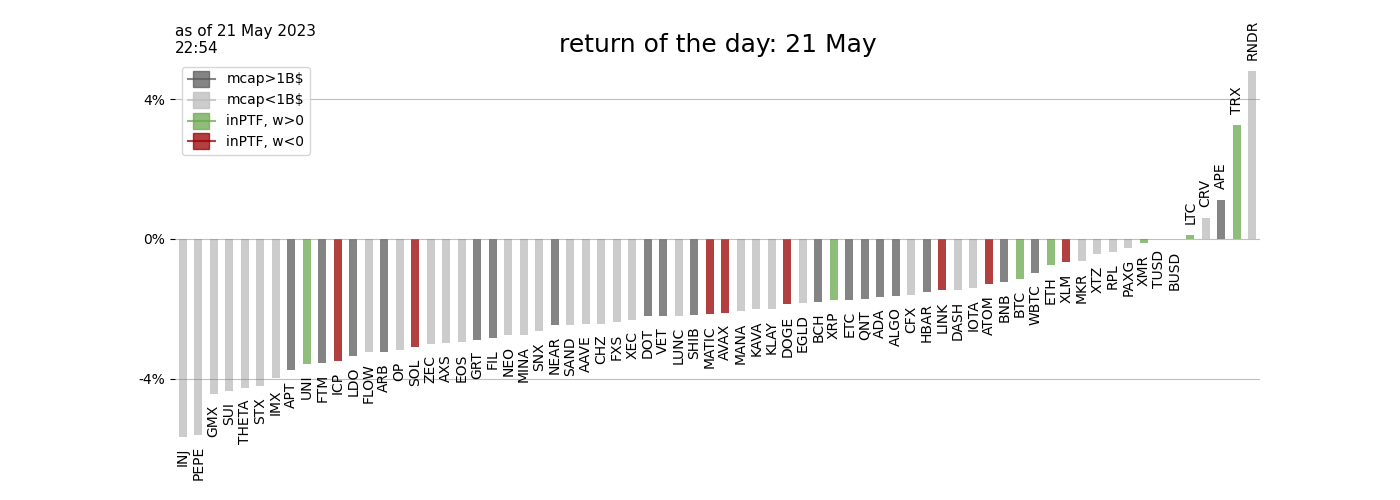 as of 21 May 2023
22:54
return of the day: 21 May
mcap>1B$
mcap<1B$
inPTF, w>0
inPTF, w<0
4%
0%
-4%
INJ
PEPE
GMX
SUI
THETA
STX
IMX
APT
UNI
FTM
ICP
LDO
FLOW
ARB
OP
SOL
ZEC
AXS
EOS
GRT
FIL
NEO
MINA
SNX
NEAR
SAND
AAVE
CHZ
FXS
XEC
DOT
VET
LUNC
SHIB
MATIC
AVAX
MANA
KAVA
KLAY
DOGE
EGLD
BCH
XRP
ETC
QNT
ADA
ALGO
CFX
HBAR
LINK
DASH
IOTA
ATOM
BNB
BTC
WBTC
ETH
XLM
MKR
XTZ
RPL
PAXG
XMR
TUSD
BUSD
LTC
CRV
APE
TRX
RNDR